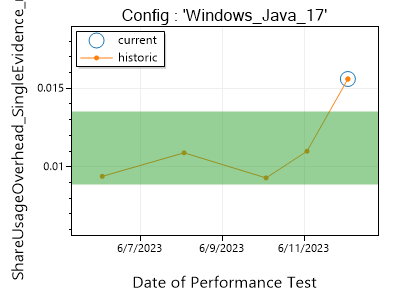 Config : 'Windows_Java_17'
current
historic
ShareUsageOverhead_SingleEvidence_
0.015
0.01
6/7/2023
6/9/2023
6/11/2023
Date of Performance Test